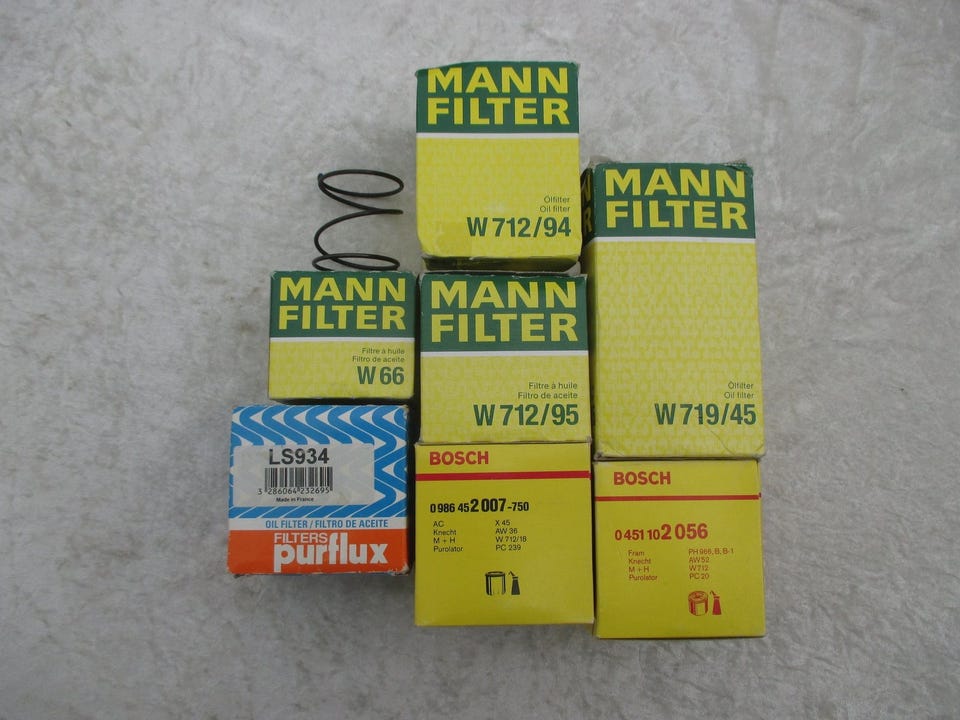 MANN
FILTER
Ölfilter
Oil filter
W 712/94
MANN
FILTER
Ölfilter
Oil filter
W 719/45
MANN
FILTER
Filtre à huile
Filtro de aceite
W 66
MANN
FILTER
Filtre à huile
Filtro de aceite
W 712/95
LS934
3 286064 232695
Made in France
OIL FILTER / FILTRO DE ACEITE
FILTERS
purflux
BOSCH
0 986 452 007-750
AC X 45
Knecht AW 36
M + H W 712/18
Purolator PC 239
BOSCH
0 451 102 056
Fram PH 966, B, B-1
Knecht AW 52
M + H W 712
Purolator PC 20